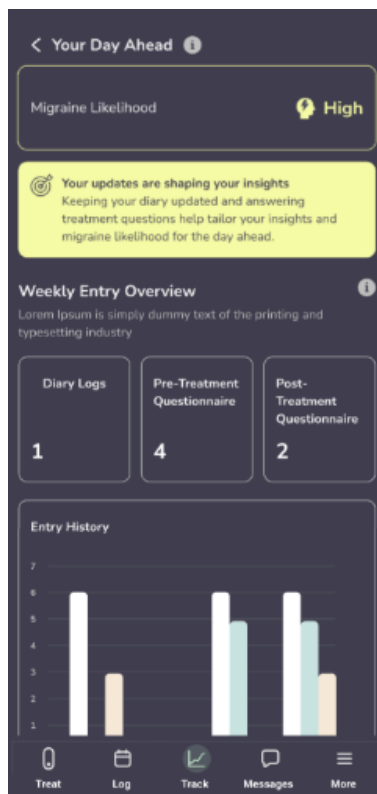 Your Day Ahead
Migraine Likelihood
High
Your updates are shaping your insights
Keeping your diary updated and answering
treatment questions help tailor your insights and
migraine likelihood for the day ahead.
Weekly Entry Overview
Lorem Ipsum is simply dummy text of the printing and
typesetting industry
Diary Logs
1
Pre-Treatment
Questionnaire
4
Post-
Treatment
Questionnaire
2
Entry History
7
6
5
4
3
2
1
Treat
Log
Track
Messages
More